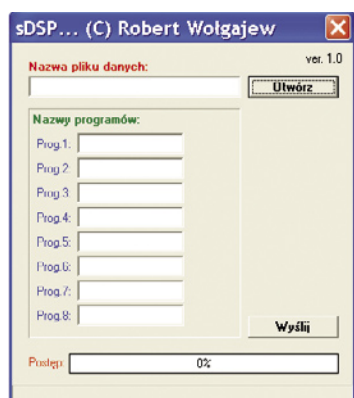 sDSP... (C) Robert Wołgajew
ver. 1.0
Nazwa pliku danych:
Utwórz
Nazwy programów:
Prog.1:
Prog.2:
Prog.3:
Prog.4:
Prog.5:
Prog.6:
Prog.7:
Prog.8:
Wyślij
Postęp:
0%